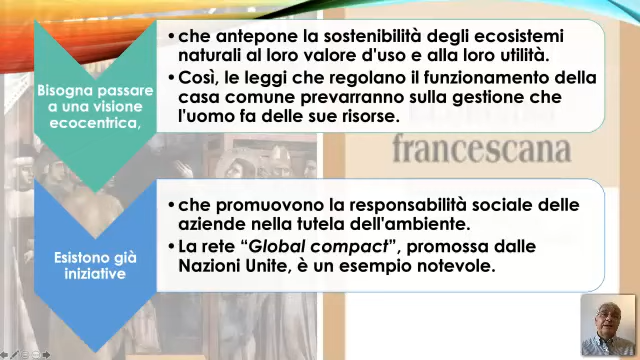 Bisogna passare
a una visione
ecocentrica,
• che antepone la sostenibilità degli ecosistemi
naturali al loro valore d'uso e alla loro utilità.
• Così, le leggi che regolano il funzionamento della
casa comune prevarranno sulla gestione che
l'uomo fa delle sue risorse.
francescana
Esistono già
iniziative
• che promuovono la responsabilità sociale delle
aziende nella tutela dell'ambiente.
• La rete “Global compact”, promossa dalle
Nazioni Unite, è un esempio notevole.